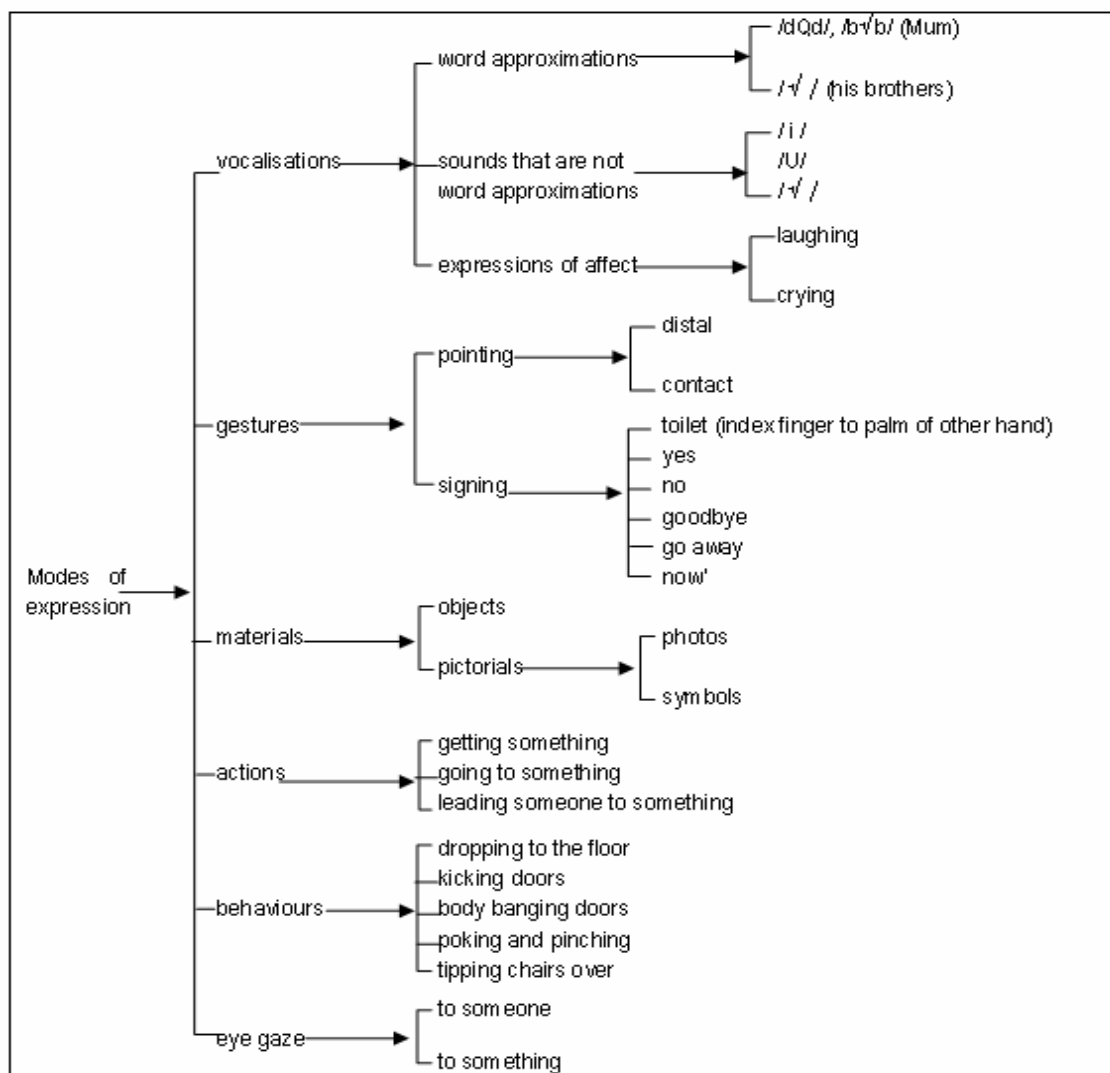 /dQd/, /b√b/ (Mum)
word approximations
/√ / (his brothers)
/ i /
vocalisations
sounds that are not
word approximations
/U/
/√ /
laughing
expressions of affect
crying
distal
pointing
contact
gestures
toilet (index finger to palm of other hand)
yes
signing
no
goodbye
go away
now'
Modes of
expression
objects
materials
photos
pictorials
symbols
getting something
actions
going to something
leading someone to something
dropping to the floor
kicking doors
behaviours
body banging doors
poking and pinching
tipping chairs over
to someone
eye gaze
to something